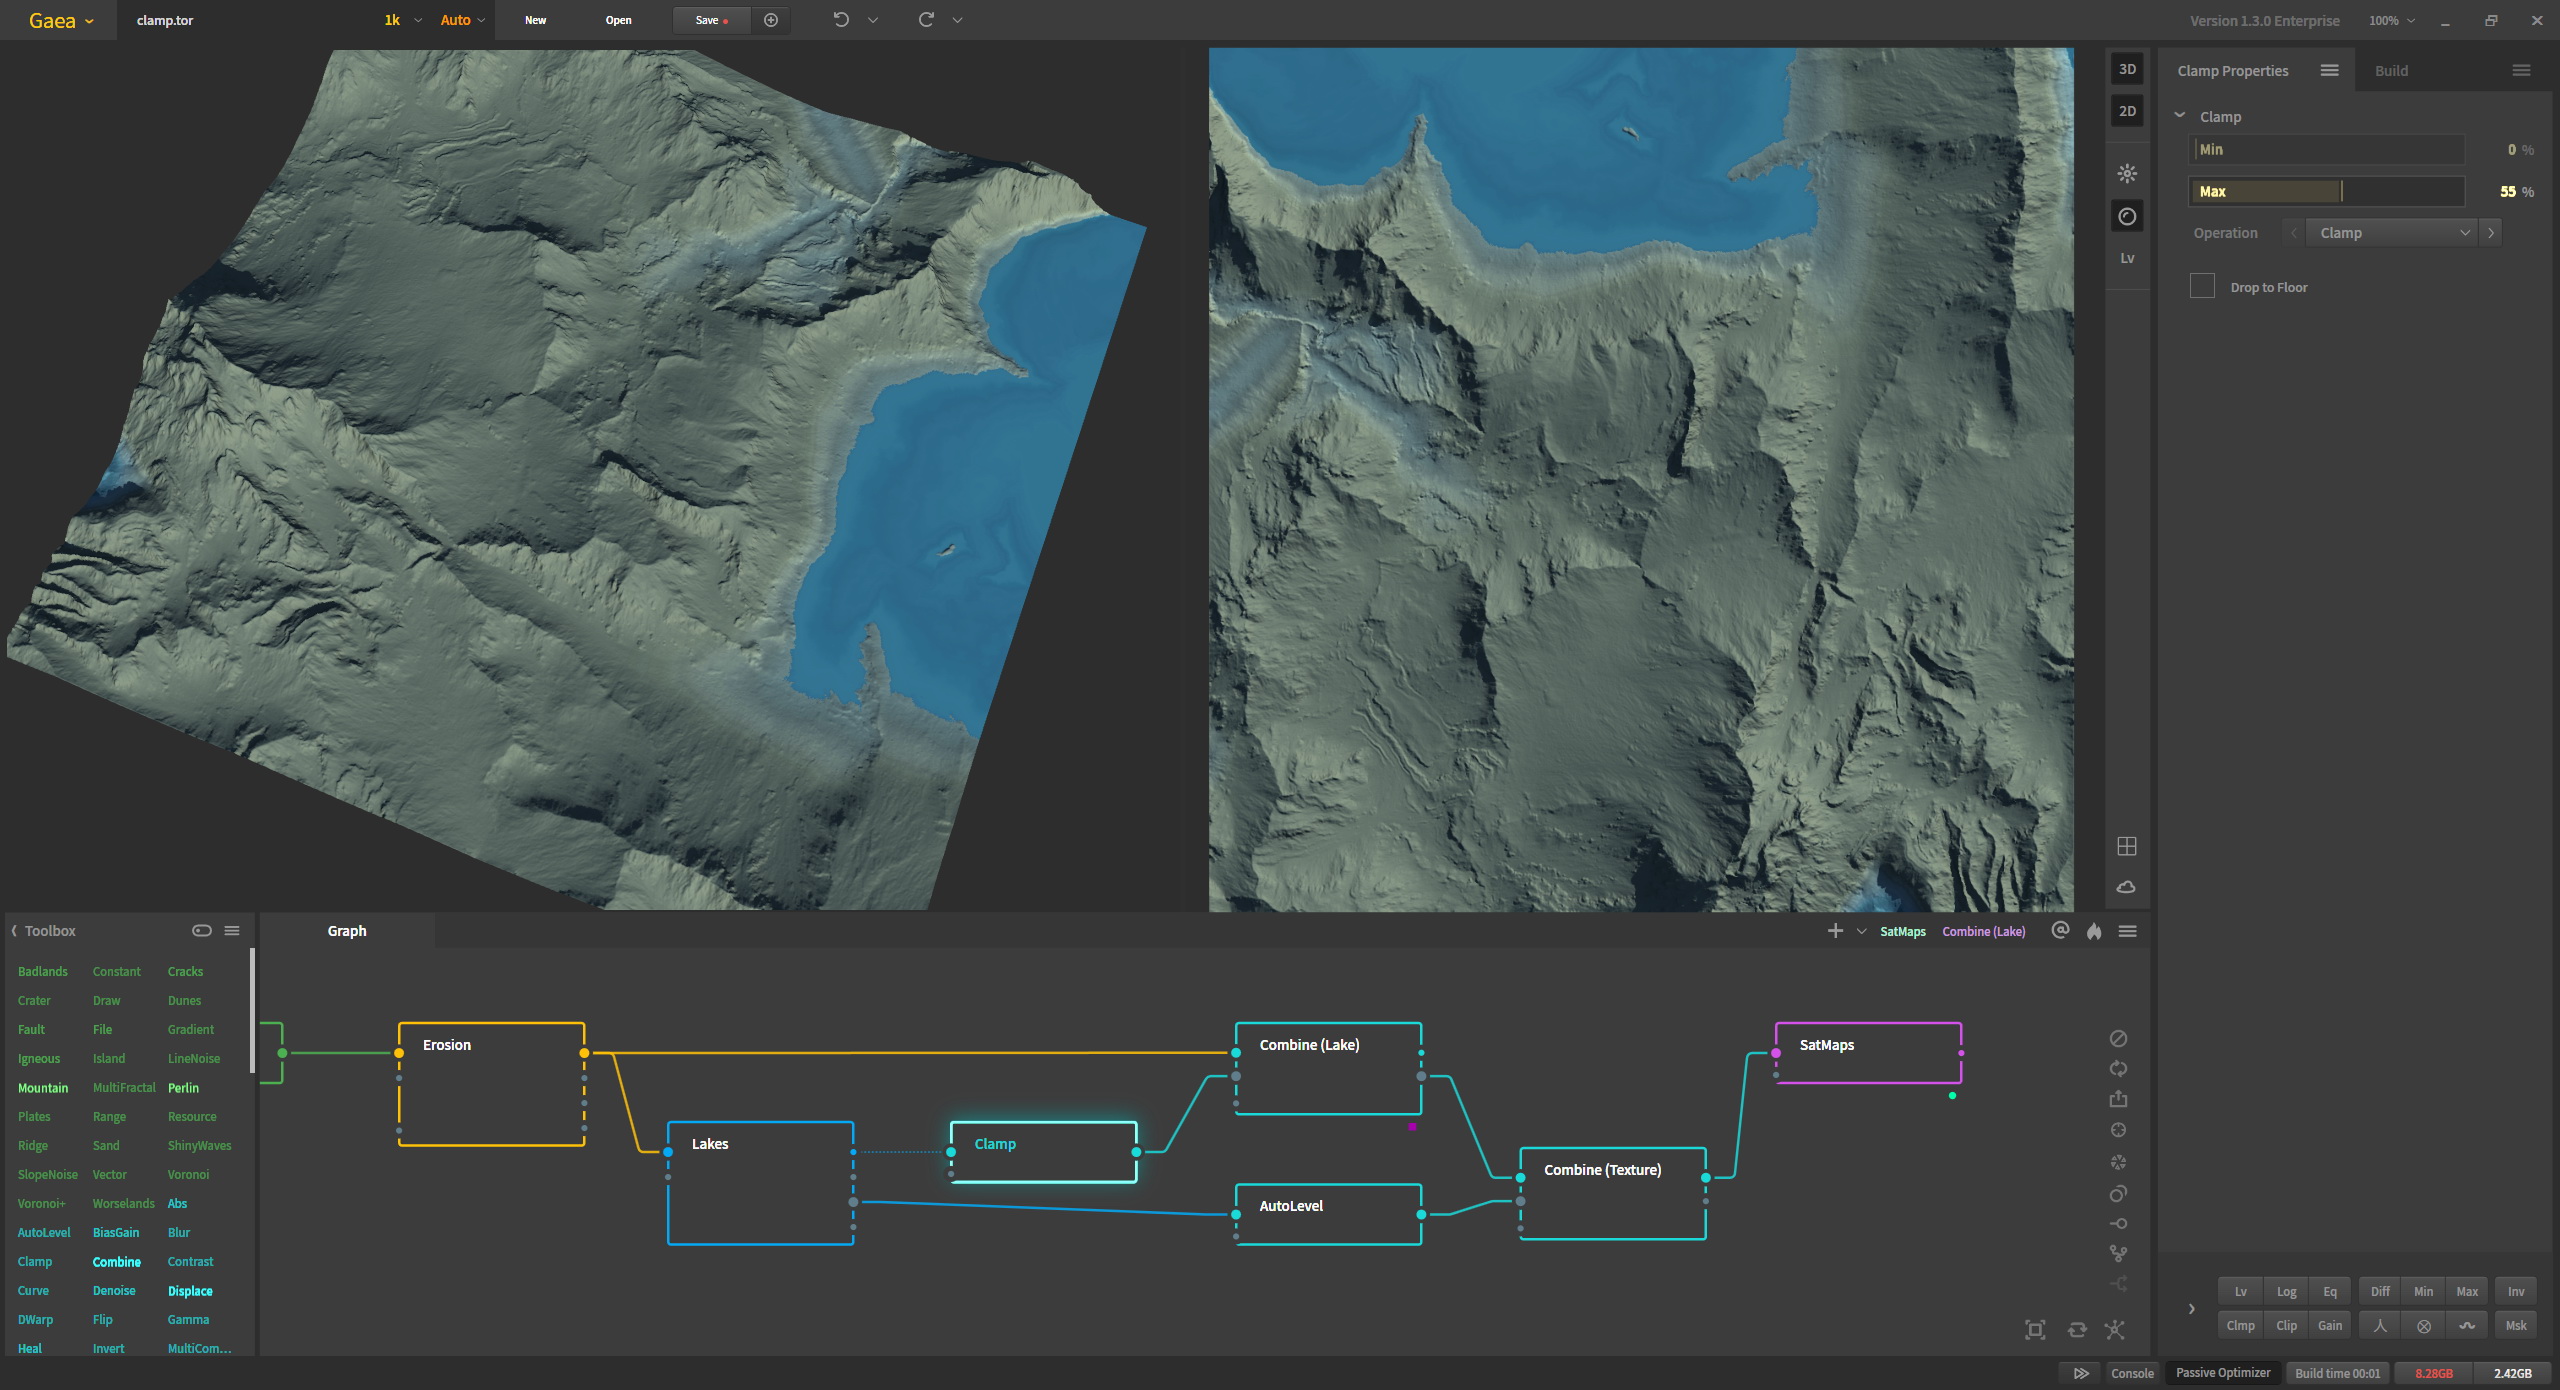 Gaea clamp.tor 1k Auto New Open Save Version 1.3.0 Enterprise 100%
3D
2D
Lv
Clamp Properties Build
Clamp
Min 0 %
Max 55 %
Operation Clamp
Drop to Floor
Toolbox
Badlands Constant Cracks
Crater Draw Dunes
Fault File Gradient
Igneous Island LineNoise
Mountain MultiFractal Perlin
Plates Range Resource
Ridge Sand ShinyWaves
SlopeNoise Vector Voronoi
Voronoi+ Worselands Abs
AutoLevel BiasGain Blur
Clamp Combine Contrast
Curve Denoise Displace
DWarp Flip Gamma
Heal Invert MultiCom...
Graph SatMaps Combine (Lake)
Erosion
Lakes
Clamp
Combine (Lake)
AutoLevel
Combine (Texture)
SatMaps
Lv Log Eq Diff Min Max Inv
Clmp Clip Gain Msk
Console Passive Optimizer Build time 00:01 8.28GB 2.42GB